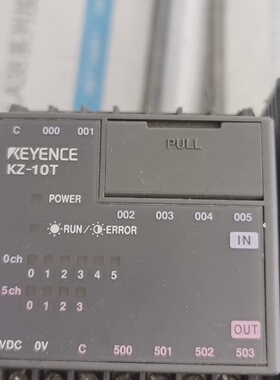 C 000 001
PULL
KEYENCE
KZ-10T
POWER
002 003 004 005
RUN/ ERROR
IN
0ch
0 1 2 3 4 5
5ch
0 1 2 3
OUT
VDC 0V C 500 501 502 503